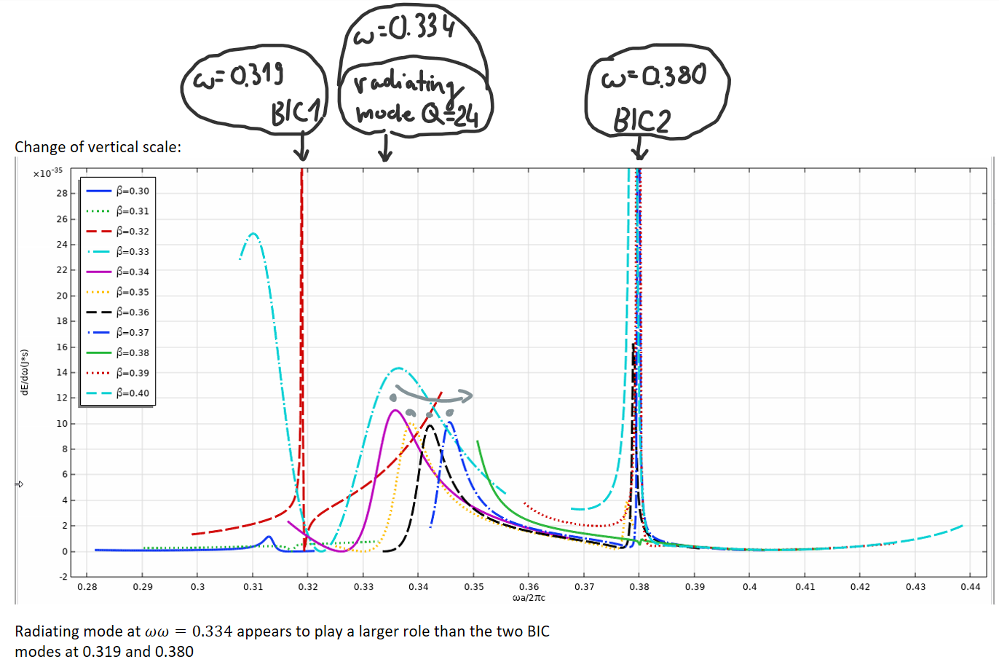 ω=0.334
ω=0.319
BIC1
radiating
mode Q=24
ω=0.380
BIC2
Change of vertical scale:
×10⁻³⁵
28
26
24
22
20
18
16
14
12
10
8
6
4
2
0
-2
dE/dω(J*s)
β=0.30
β=0.31
β=0.32
β=0.33
β=0.34
β=0.35
β=0.36
β=0.37
β=0.38
β=0.39
β=0.40
0.28 0.29 0.3 0.31 0.32 0.33 0.34 0.35 0.36 0.37 0.38 0.39 0.4 0.41 0.42 0.43 0.44
ωa/2πc
Radiating mode at ωω = 0.334 appears to play a larger role than the two BIC
modes at 0.319 and 0.380